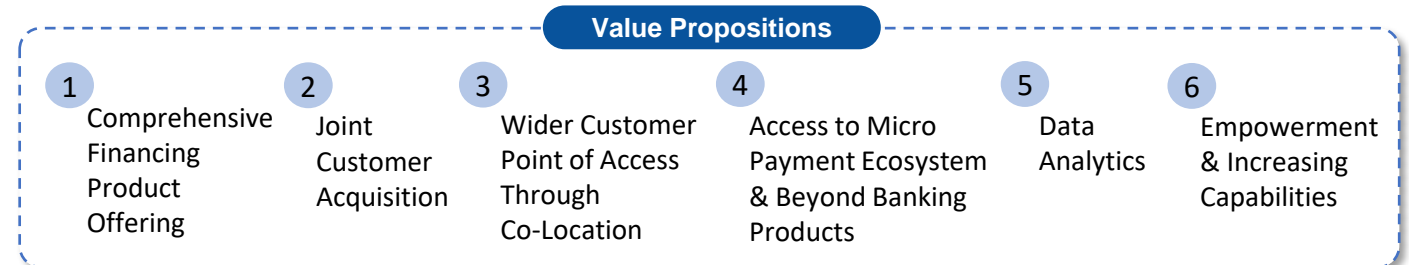 Value Propositions
1
Comprehensive
Financing
Product
Offering
2
Joint
Customer
Acquisition
3
Wider Customer
Point of Access
Through
Co-Location
4
Access to Micro
Payment Ecosystem
& Beyond Banking
Products
5
Data
Analytics
6
Empowerment
& Increasing
Capabilities